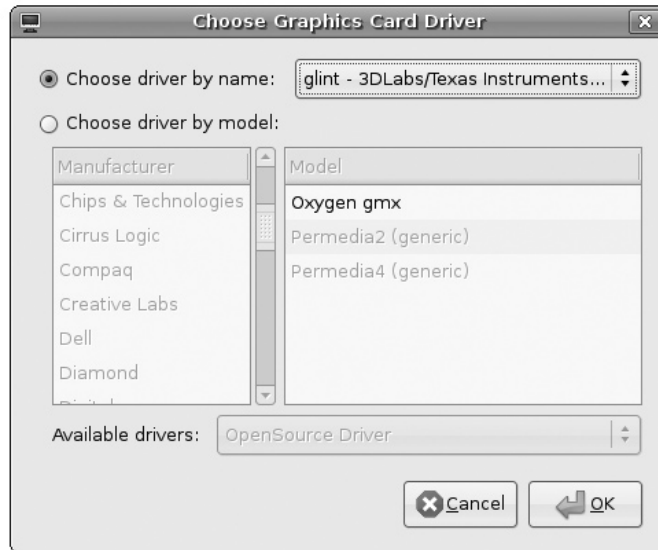 Choose Graphics Card Driver
Choose driver by name:
glint - 3DLabs/Texas Instruments...
Choose driver by model:
Manufacturer
Chips & Technologies
Cirrus Logic
Compaq
Creative Labs
Dell
Diamond
Model
Oxygen gmx
Permedia2 (generic)
Permedia4 (generic)
Available drivers:
OpenSource Driver
Cancel
OK